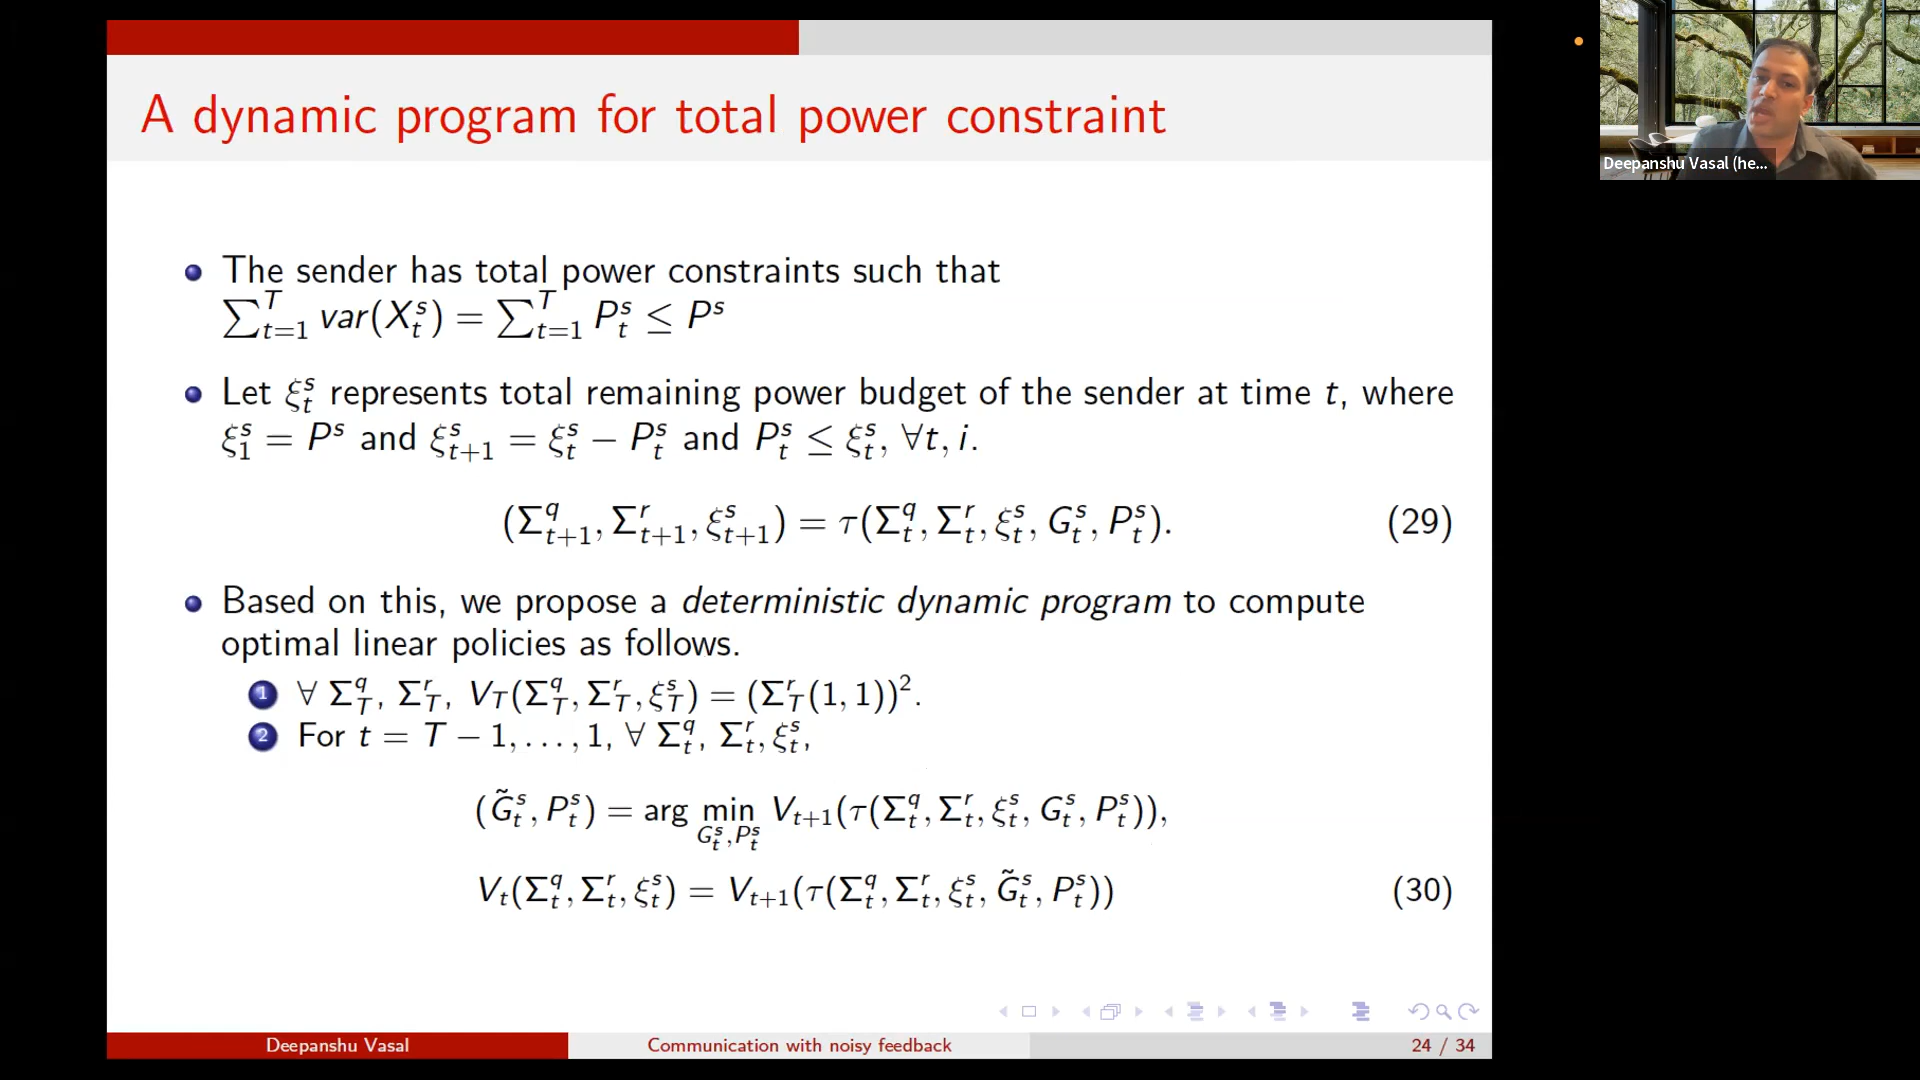 A dynamic program for total power constraint
Deepanshu Vasal (he...
The sender has total power constraints such that
∑_{t=1}^{T} var(X_t^s) = ∑_{t=1}^{T} P_t^s ≤ P^s
Let ξ_t^s represents total remaining power budget of the sender at time t, where
ξ_1^s = P^s and ξ_{t+1}^s = ξ_t^s − P_t^s and P_t^s ≤ ξ_t^s, ∀t, i.
(Σ_{t+1}^q, Σ_{t+1}^r, ξ_{t+1}^s) = τ(Σ_t^q, Σ_t^r, ξ_t^s, G_t^s, P_t^s). (29)
Based on this, we propose a deterministic dynamic program to compute
optimal linear policies as follows.
1 ∀ Σ_T^q, Σ_T^r, V_T(Σ_T^q, Σ_T^r, ξ_T^s) = (Σ_T^r(1, 1))^2.
2 For t = T − 1, . . . , 1, ∀ Σ_t^q, Σ_t^r, ξ_t^s,
(G̃_t^s, P_t^s) = arg min_{G_t^s, P_t^s} V_{t+1}(τ(Σ_t^q, Σ_t^r, ξ_t^s, G_t^s, P_t^s)),
V_t(Σ_t^q, Σ_t^r, ξ_t^s) = V_{t+1}(τ(Σ_t^q, Σ_t^r, ξ_t^s, G̃_t^s, P_t^s)) (30)
Deepanshu Vasal Communication with noisy feedback 24 / 34